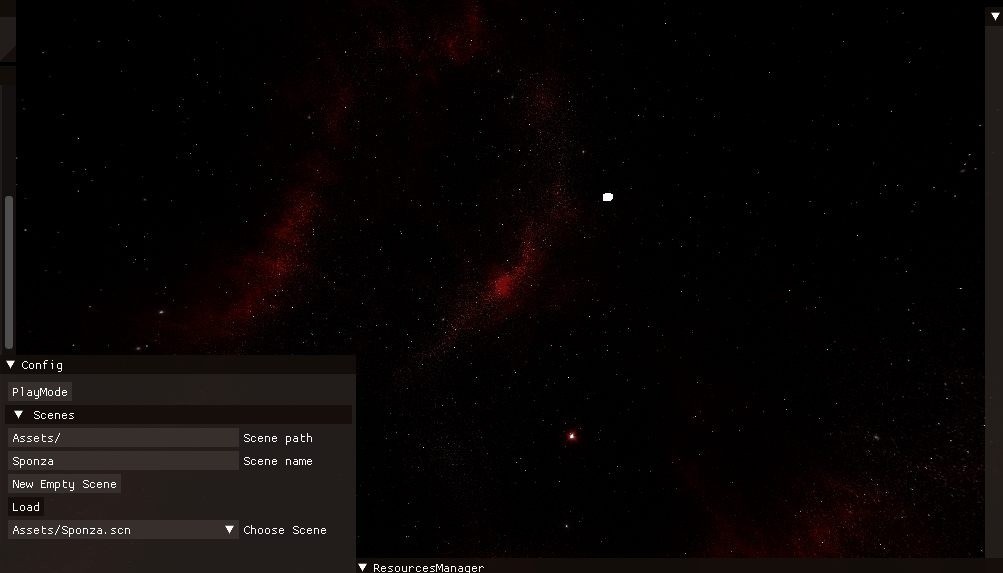 Config
PlayMode
Scenes
Assets/ Scene path
Sponza Scene name
New Empty Scene
Load
Assets/Sponza.scn Choose Scene
ResourcesManager